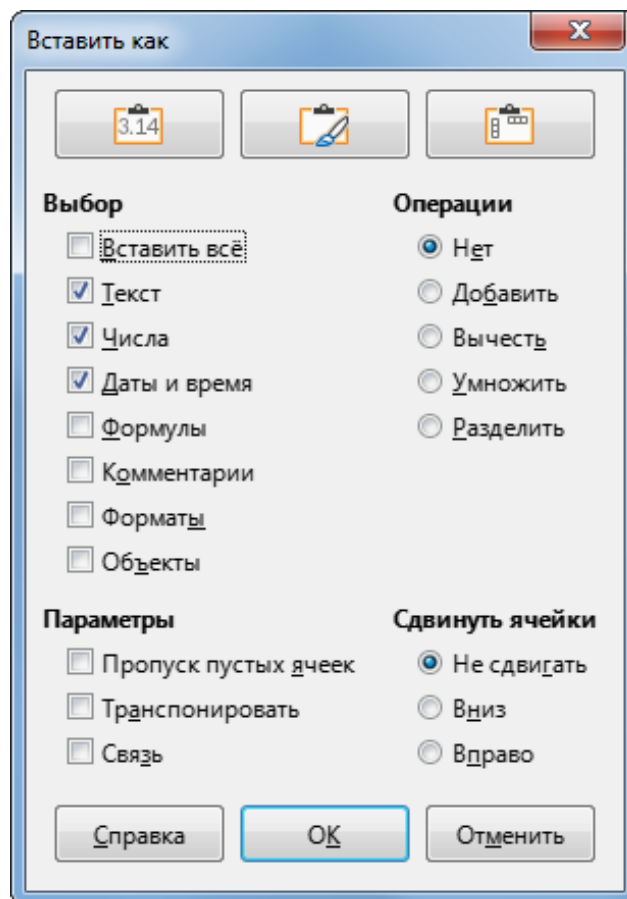 Вставить как
3.14
Выбор
Операции
Вставить всё
Нет
Текст
Добавить
Числа
Вычесть
Даты и время
Умножить
Формулы
Разделить
Комментарии
Форматы
Объекты
Параметры
Сдвинуть ячейки
Пропуск пустых ячеек
Не сдвигать
Транспонировать
Вниз
Связь
Вправо
Справка
OK
Отменить